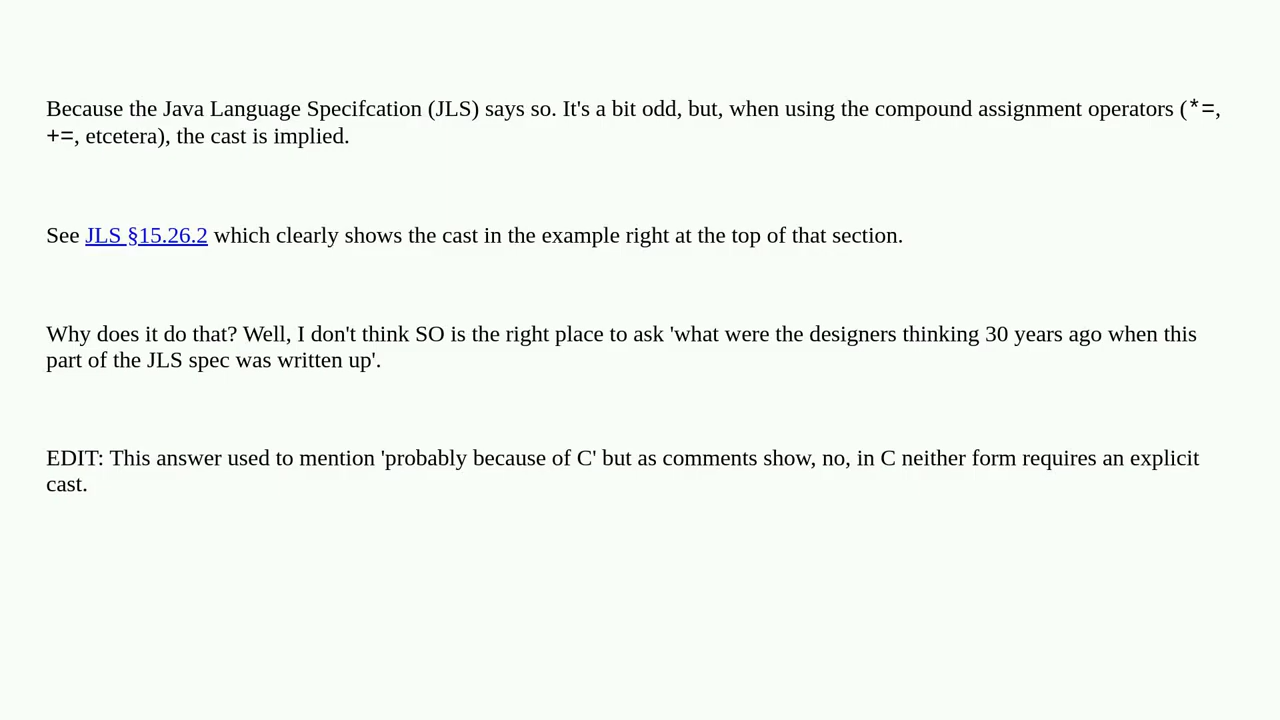 Because the Java Language Specifcation (JLS) says so. It's a bit odd, but, when using the compound assignment operators (*=,
+=, etcetera), the cast is implied.
See JLS §15.26.2 which clearly shows the cast in the example right at the top of that section.
Why does it do that? Well, I don't think SO is the right place to ask 'what were the designers thinking 30 years ago when this
part of the JLS spec was written up'.
EDIT: This answer used to mention 'probably because of C' but as comments show, no, in C neither form requires an explicit
cast.